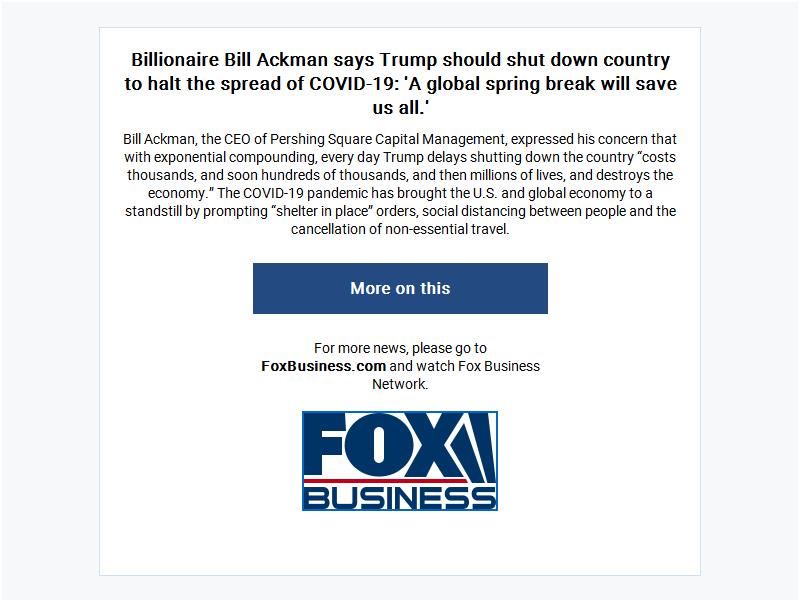 Billionaire Bill Ackman says Trump should shut down country
to halt the spread of COVID-19: 'A global spring break will save
us all.'
Bill Ackman, the CEO of Pershing Square Capital Management, expressed his concern that
with exponential compounding, every day Trump delays shutting down the country “costs
thousands, and soon hundreds of thousands, and then millions of lives, and destroys the
economy.” The COVID-19 pandemic has brought the U.S. and global economy to a
standstill by prompting “shelter in place” orders, social distancing between people and the
cancellation of non-essential travel.
More on this
For more news, please go to
FoxBusiness.com and watch Fox Business
Network.
FOX
BUSINESS